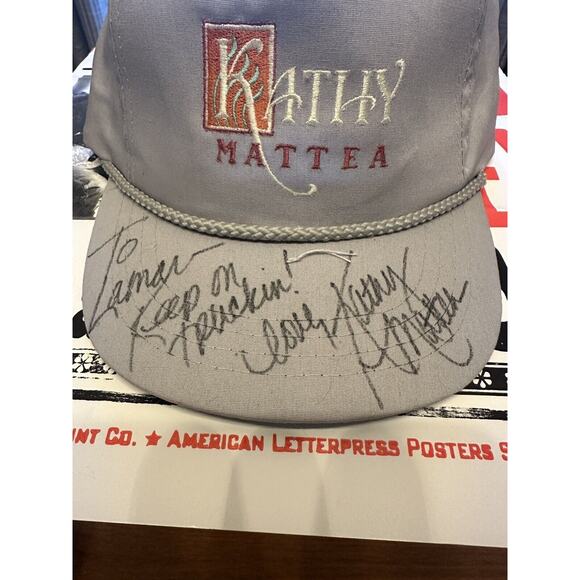 KATHY
MATTEA
To
Lamar
Keep on
truckin!
Love, Kathy
Mattea
INT CO. ★ AMERICAN LETTERPRESS POSTERS S